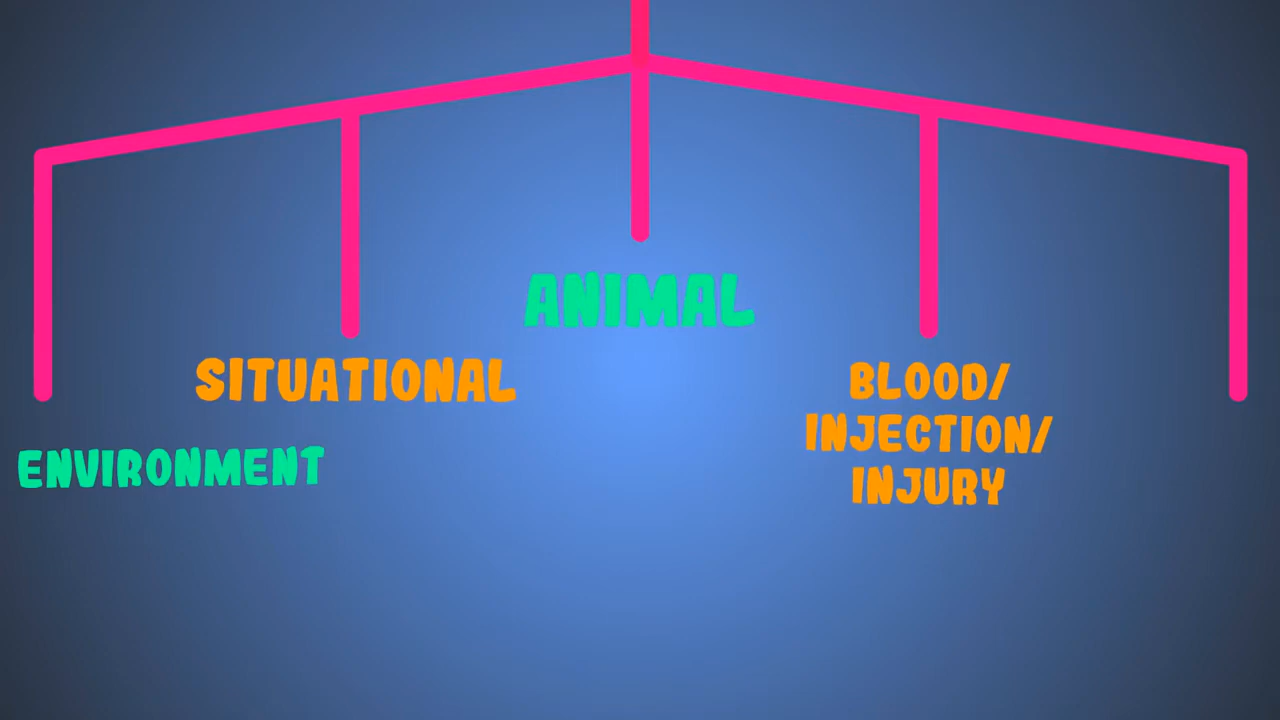 ANIMAL
SITUATIONAL
ENVIRONMENT
BLOOD/
INJECTION/
INJURY